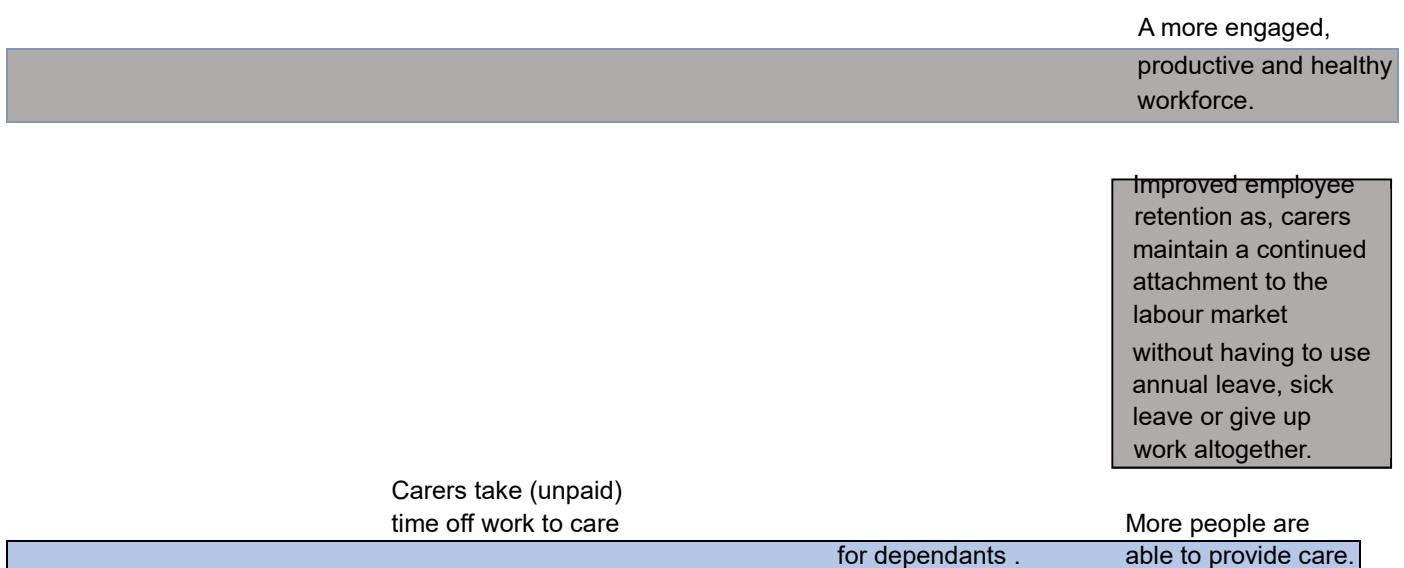 A more engaged,
productive and healthy
workforce.
Improved employee
retention as, carers
maintain a continued
attachment to the
labour market
without having to use
annual leave, sick
leave or give up
work altogether.
Carers take (unpaid)
time off work to care
for dependants .
More people are
able to provide care.